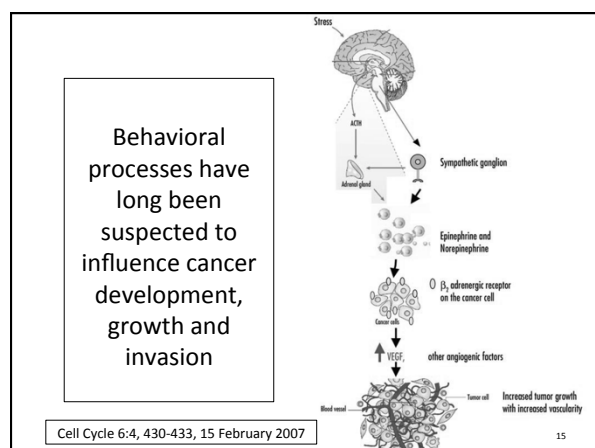 Stress
Behavioral
processes have
long been
suspected to
influence cancer
development,
growth and
invasion
ACTH
Adrenal gland
Sympathetic ganglion
Epinephrine and
Norepinephrine
β₂ adrenergic receptor
on the cancer cell
Cancer cells
VEGF, other angiogenic factors
Tumor cell
Blood vessel
Increased tumor growth
with increased vascularity
Cell Cycle 6:4, 430-433, 15 February 2007
15